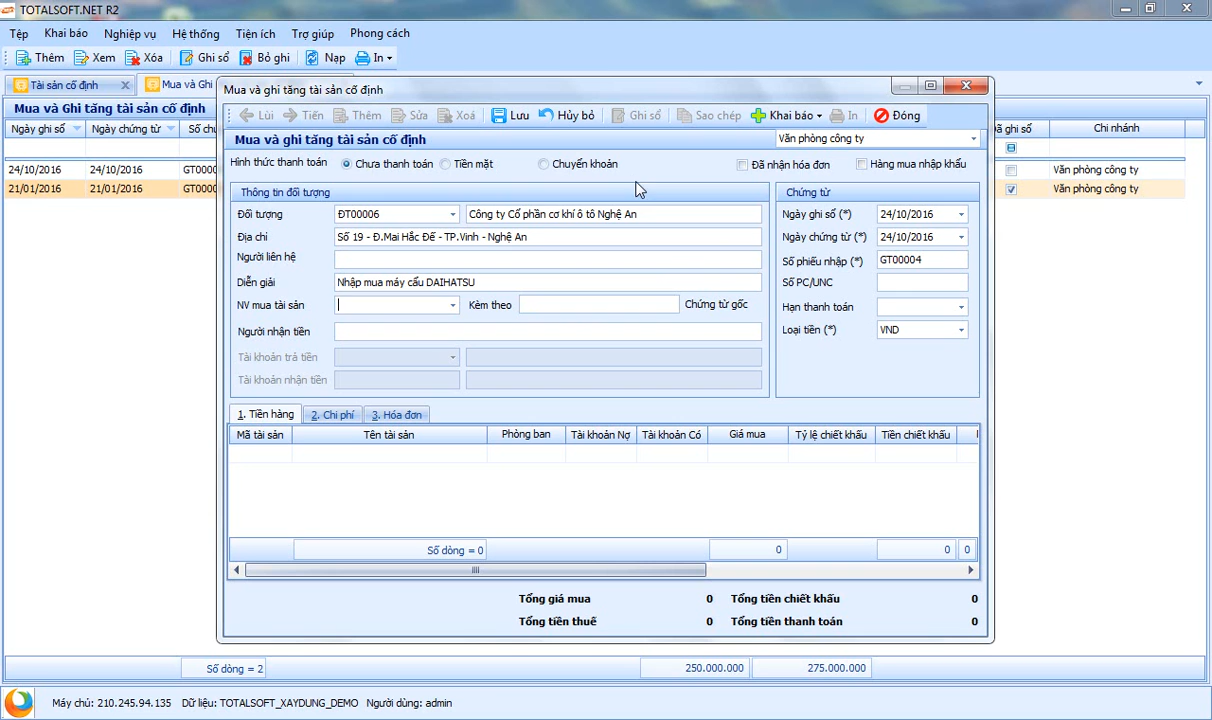 TOTALSOFT.NET R2
Tệp Khai báo Nghiệp vụ Hệ thống Tiện ích Trợ giúp Phong cách
Thêm Xem Xóa Ghi sổ Bỏ ghi Nạp In
Tài sản cố định Mua và Ghi
Mua và Ghi tăng tài sản cố định
Ngày ghi sổ Ngày chứng từ Số chứ
24/10/2016 24/10/2016 GT0000
21/01/2016 21/01/2016 GT0000
ghi sổ Chi nhánh
Văn phòng công ty
Văn phòng công ty
Mua và ghi tăng tài sản cố định
Lùi Tiến Thêm Sửa Xoá Lưu Hủy bỏ Ghi sổ Sao chép Khai báo In Đóng
Mua và ghi tăng tài sản cố định Văn phòng công ty
Hình thức thanh toán Chưa thanh toán Tiền mặt Chuyển khoản Đã nhận hóa đơn Hàng mua nhập khẩu
Thông tin đối tượng
Đối tượng ĐT00006 Công ty Cổ phần cơ khí ô tô Nghệ An
Địa chỉ Số 19 - Đ.Mai Hắc Đế - TP.Vinh - Nghệ An
Người liên hệ
Diễn giải Nhập mua máy cẩu DAIHATSU
NV mua tài sản Kèm theo Chứng từ gốc
Người nhận tiền
Tài khoản trả tiền
Tài khoản nhận tiền
Chứng từ
Ngày ghi sổ (*) 24/10/2016
Ngày chứng từ (*) 24/10/2016
Số phiếu nhập (*) GT00004
Số PC/UNC
Hạn thanh toán
Loại tiền (*) VND
1. Tiền hàng 2. Chi phí 3. Hóa đơn
Mã tài sản Tên tài sản Phòng ban Tài khoản Nợ Tài khoản Có Giá mua Tỷ lệ chiết khấu Tiền chiết khấu
Số dòng = 0 0 0 0
Tổng giá mua 0 Tổng tiền chiết khấu 0
Tổng tiền thuế 0 Tổng tiền thanh toán 0
Số dòng = 2 250.000.000 275.000.000
Máy chủ: 210.245.94.135 Dữ liệu: TOTALSOFT_XAYDUNG_DEMO Người dùng: admin